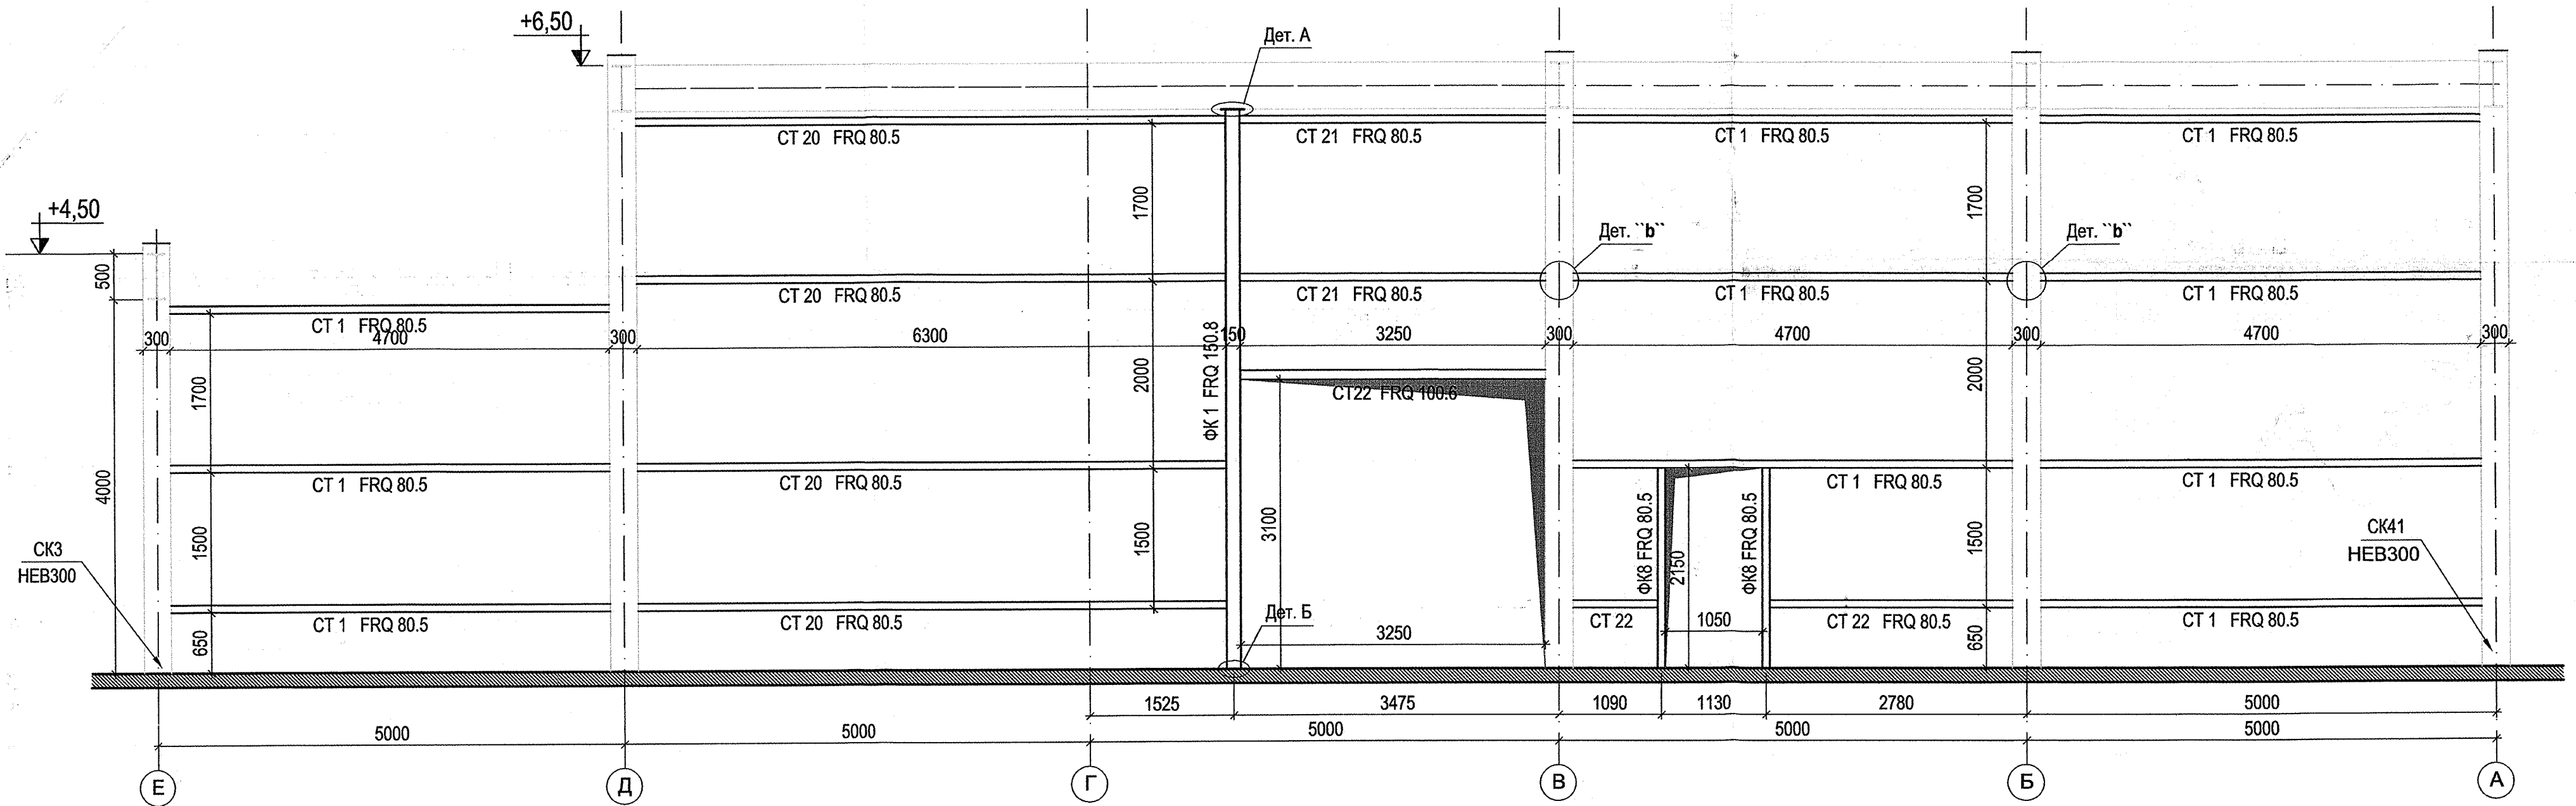 +6,50
Дет. А
СТ 20 FRQ 80.5
СТ 21 FRQ 80.5
СТ 1 FRQ 80.5
СТ 1 FRQ 80.5
1700
1700
+4,50
Дет. ``b``
Дет. ``b``
500
СТ 20 FRQ 80.5
СТ 21 FRQ 80.5
СТ 1 FRQ 80.5
СТ 1 FRQ 80.5
СТ 1 FRQ 80.5
300
4700
300
6300
150
3250
300
4700
300
4700
300
ФК 1 FRQ 150.8
1700
2000
2000
СТ22 FRQ 100.6
4000
СТ 1 FRQ 80.5
СТ 20 FRQ 80.5
СТ 1 FRQ 80.5
СТ 1 FRQ 80.5
1500
1500
3100
ФК8 FRQ 80.5
2150
ФК8 FRQ 80.5
1500
СК3
НЕВ300
СК41
НЕВ300
650
СТ 1 FRQ 80.5
СТ 20 FRQ 80.5
Дет. Б
3250
СТ 22
1050
СТ 22 FRQ 80.5
650
СТ 1 FRQ 80.5
1525
3475
1090
1130
2780
5000
5000
5000
5000
5000
5000
Е
Д
Г
В
Б
А